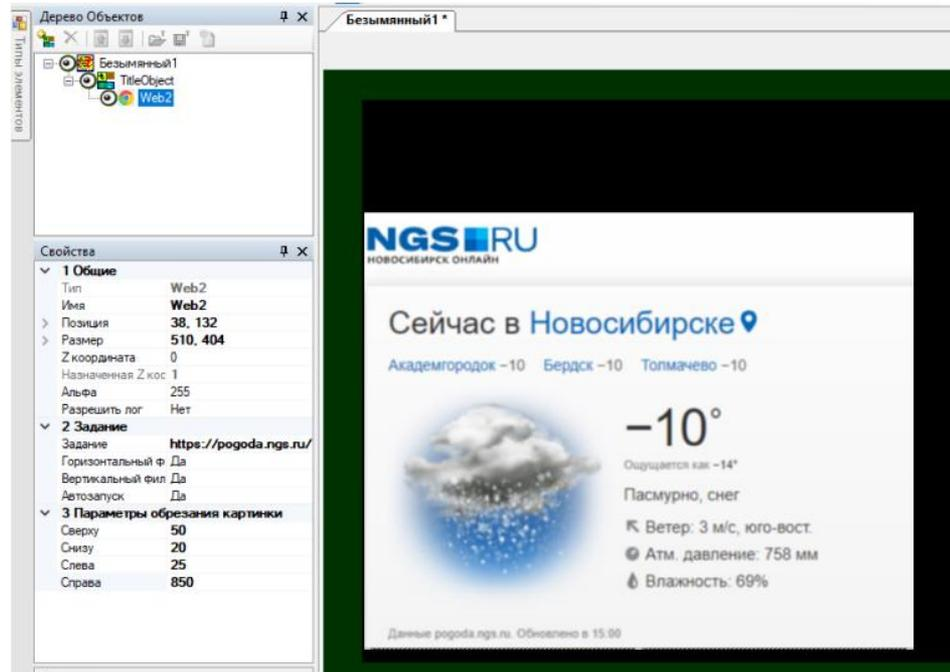 Дерево Объектов
Безымянный1 *
Типы элементов
Безымянный1
TitleObject
Web2
Свойства
1 Общие
Тип Web2
Имя Web2
Позиция 38, 132
Размер 510, 404
Z координата 0
Назначенная Z кос 1
Альфа 255
Разрешить лог Нет
2 Задание
Задание https://pogoda.ngs.ru/
Горизонтальный ф Да
Вертикальный фил Да
Автозапуск Да
3 Параметры обрезания картинки
Сверху 50
Снизу 20
Слева 25
Справа 850
NGS RU
НОВОСИБИРСК ОНЛАЙН
Сейчас в Новосибирске
Академгородок −10 Бердск −10 Толмачево −10
−10°
Ощущается как −14°
Пасмурно, снег
Ветер: 3 м/с, юго-вост.
Атм. давление: 758 мм
Влажность: 69%
Данные pogoda.ngs.ru. Обновлено в 15:00